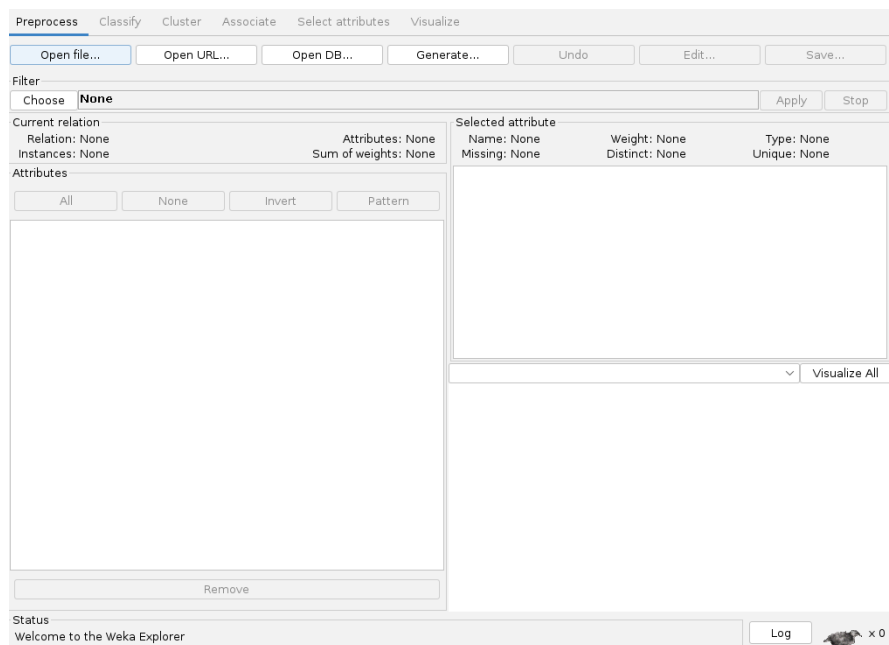 Preprocess Classify Cluster Associate Select attributes Visualize
Open file... Open URL... Open DB... Generate... Undo Edit... Save...
Filter
Choose None Apply Stop
Current relation
Relation: None Attributes: None
Instances: None Sum of weights: None
Selected attribute
Name: None Weight: None Type: None
Missing: None Distinct: None Unique: None
Attributes
All None Invert Pattern
Visualize All
Remove
Status
Welcome to the Weka Explorer
Log x 0